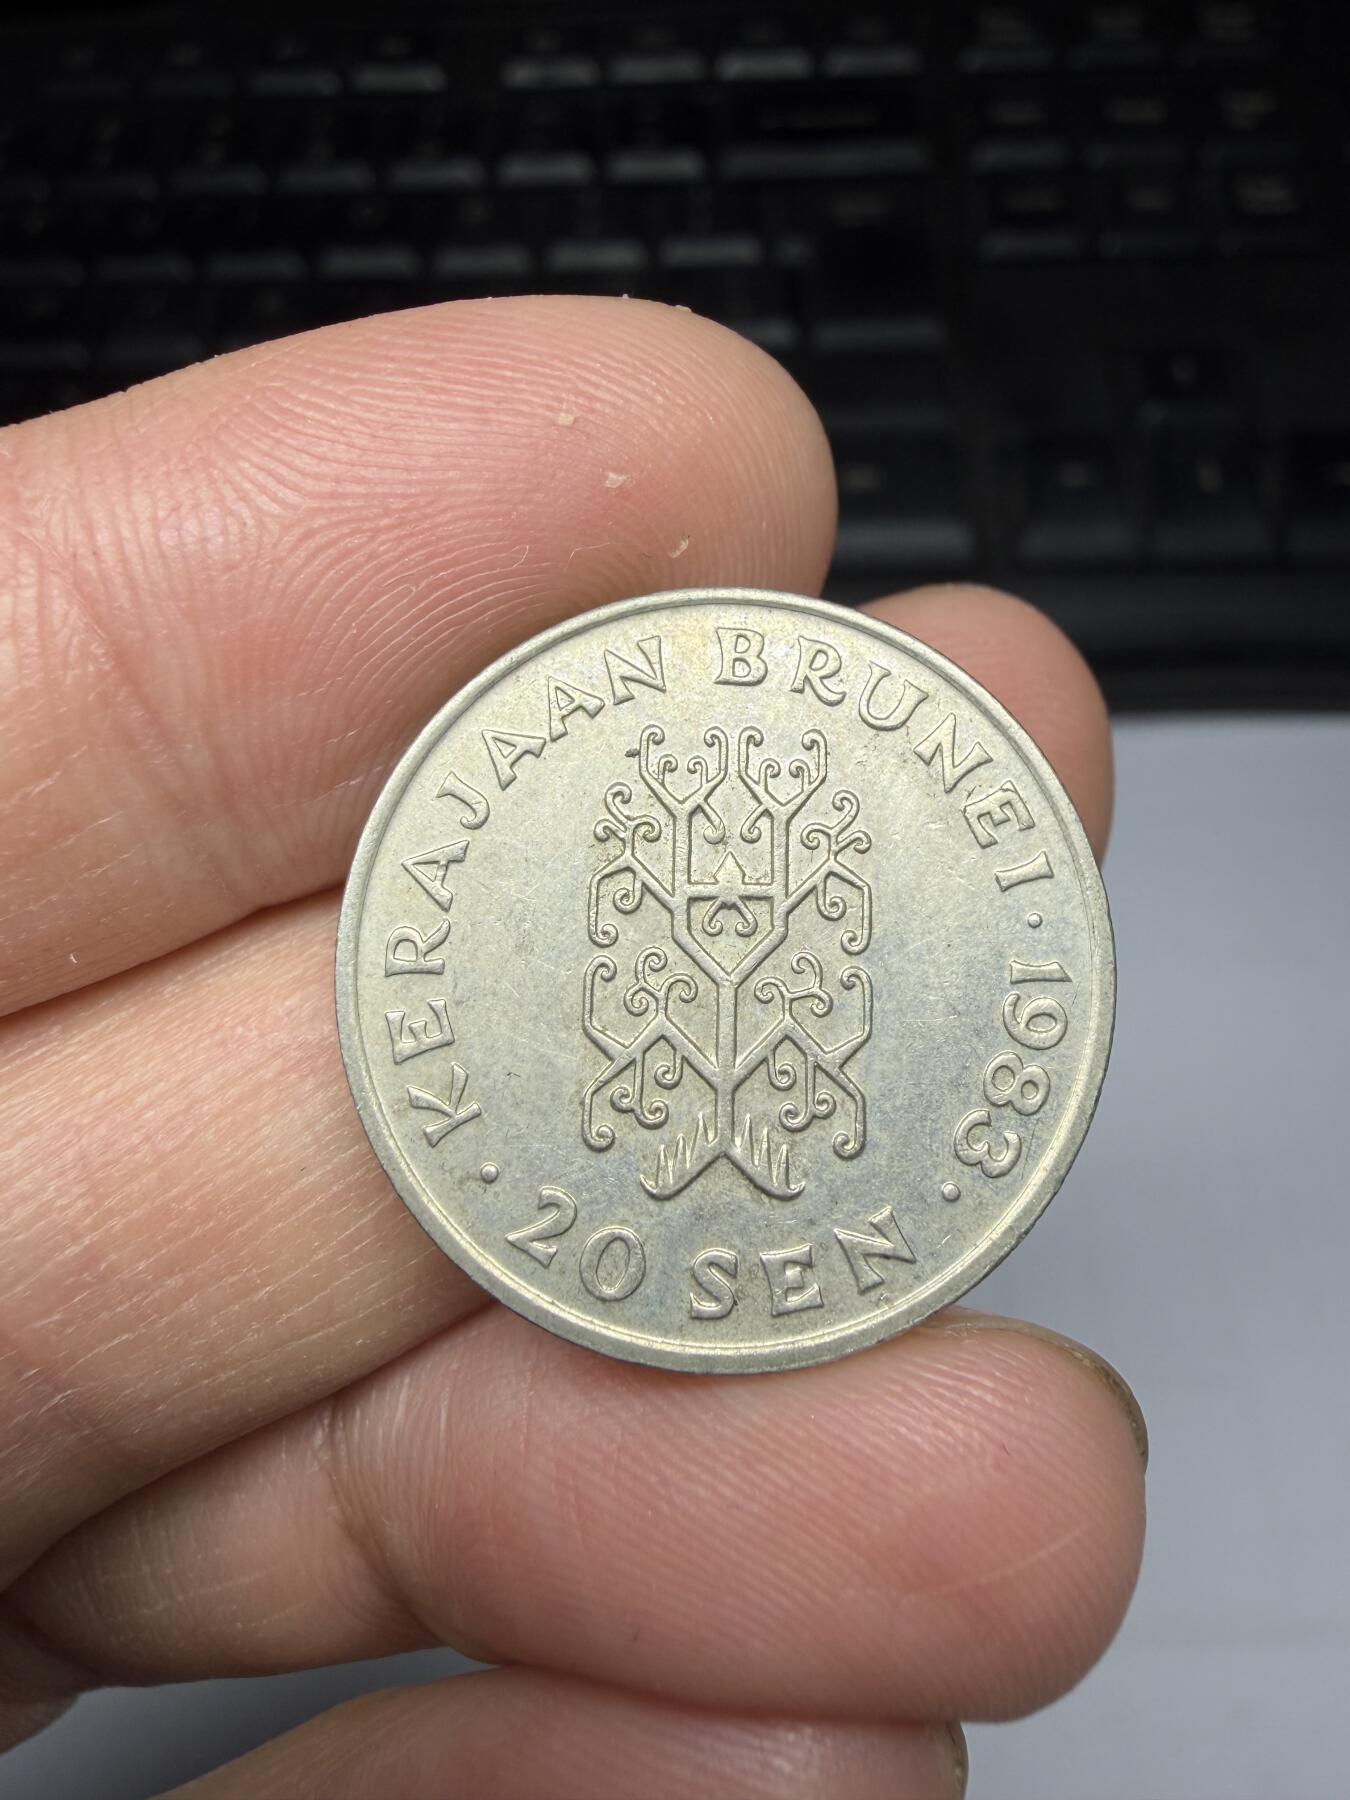 KERAJAAN BRUNEI · 1983 ·
20 SEN ·